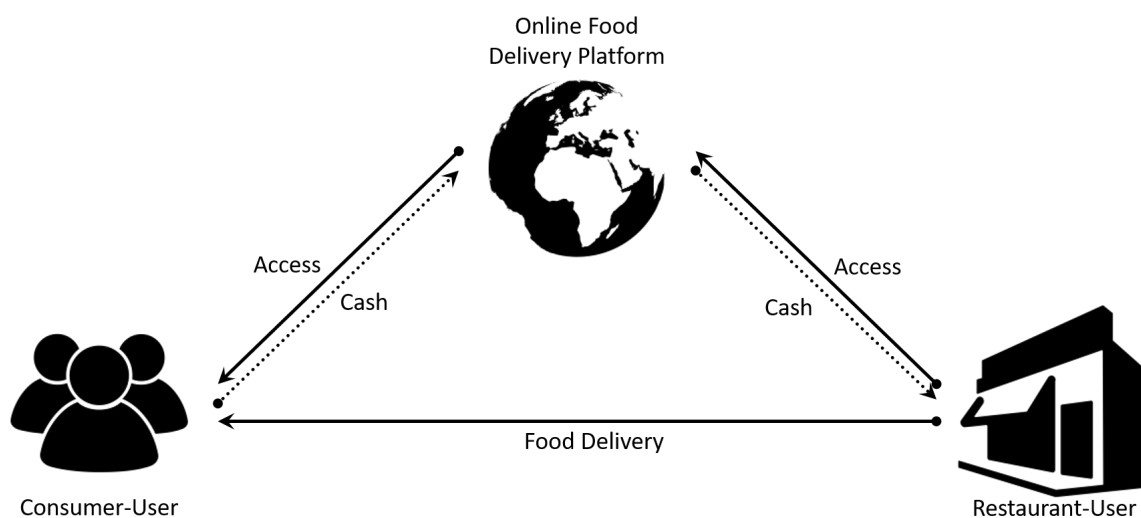 Online Food
Delivery Platform
Access
Cash
Access
Cash
Food Delivery
Consumer-User
Restaurant-User